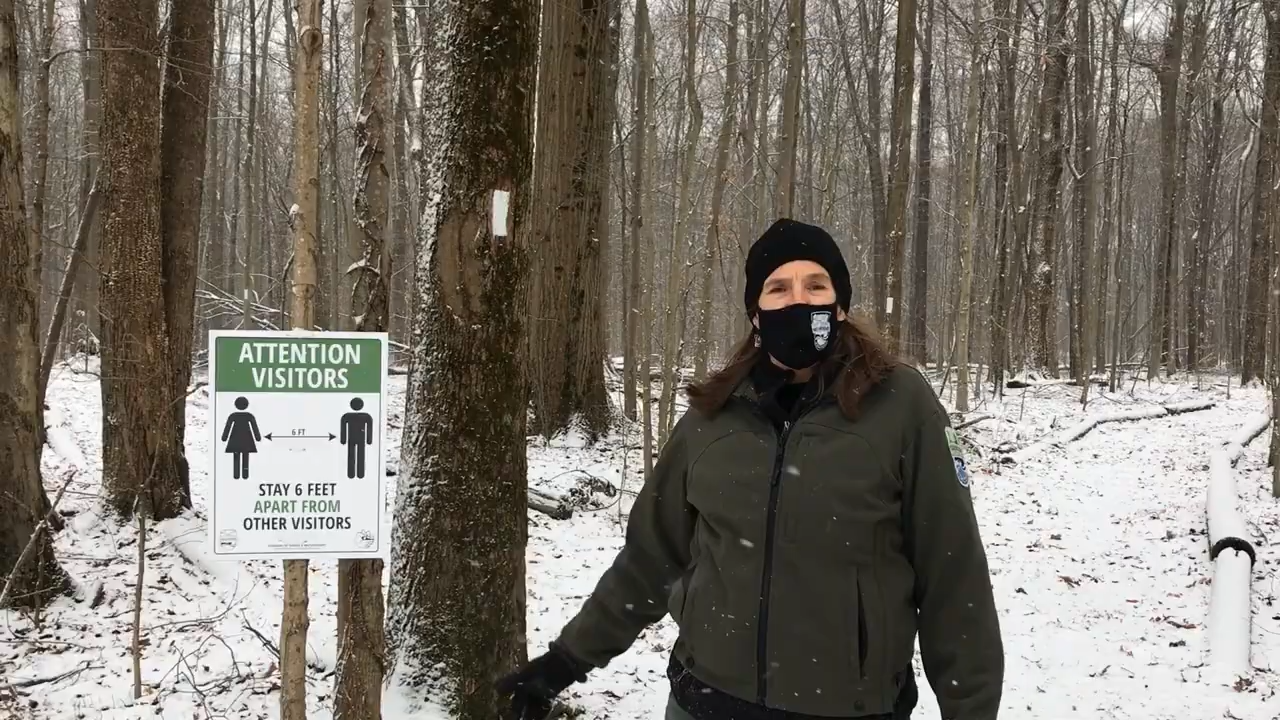 ATTENTION
VISITORS
6 FT
STAY 6 FEET
APART FROM
OTHER VISITORS